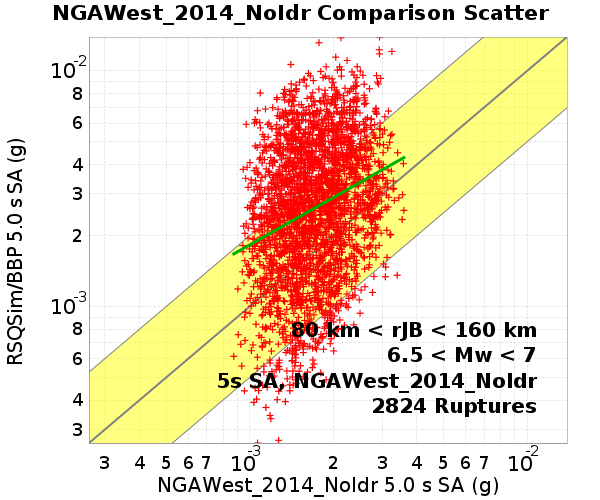 NGAWest_2014_NoIdr Comparison Scatter
RSQSim/BBP 5.0 s SA (g)
10-2
8
6
4
3
2
10-3
8
6
4
3
80 km < rJB < 160 km
6.5 < Mw < 7
5s SA, NGAWest_2014_NoIdr
2824 Ruptures
3 4 5 6 7 10-3 2 3 4 5 6 7 10-2
NGAWest_2014_NoIdr 5.0 s SA (g)